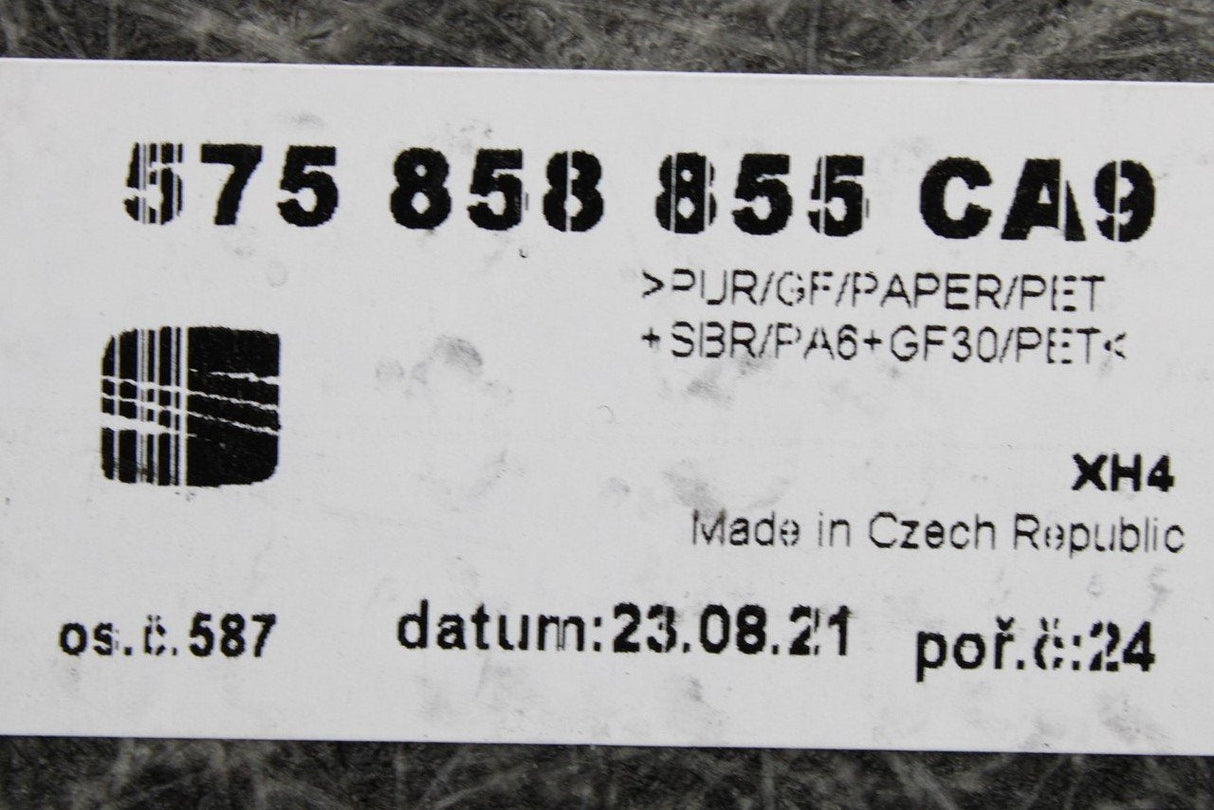 575 858 855 CA9
>PUR/GF/PAPER/PET
+SBR/PA6+GF30/PET<
XH4
Made in Czech Republic
os.č.587 datum:23.08.21 poř.č:24